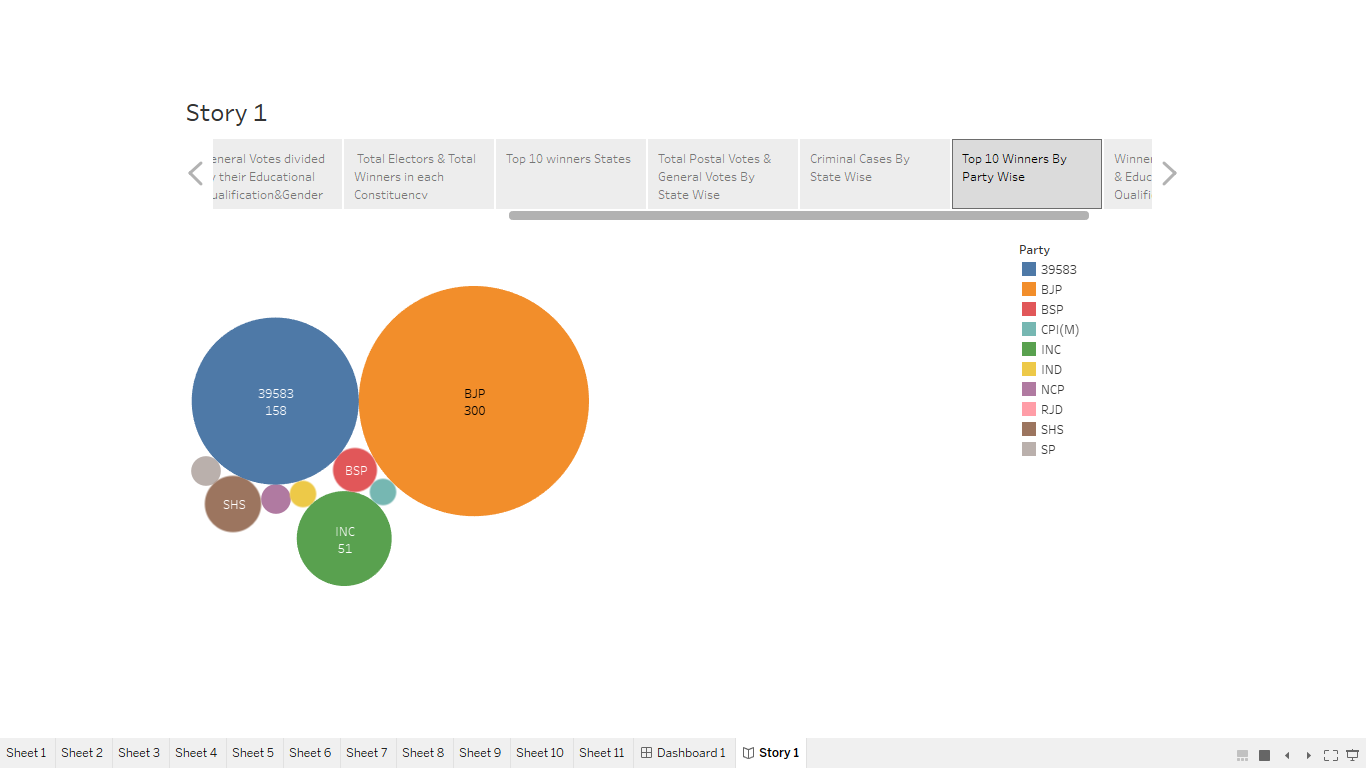 Story 1
eneral Votes divided
y their Educational
ualification&Gender
Total Electors & Total
Winners in each
Constituency
Top 10 winners States
Total Postal Votes &
General Votes By
State Wise
Criminal Cases By
State Wise
Top 10 Winners By
Party Wise
Winner
& Educ
Qualifi
Party
39583
BJP
BSP
CPI(M)
INC
IND
NCP
RJD
SHS
SP
39583
158
BJP
300
BSP
SHS
INC
51
Sheet 1
Sheet 2
Sheet 3
Sheet 4
Sheet 5
Sheet 6
Sheet 7
Sheet 8
Sheet 9
Sheet 10
Sheet 11
Dashboard 1
Story 1